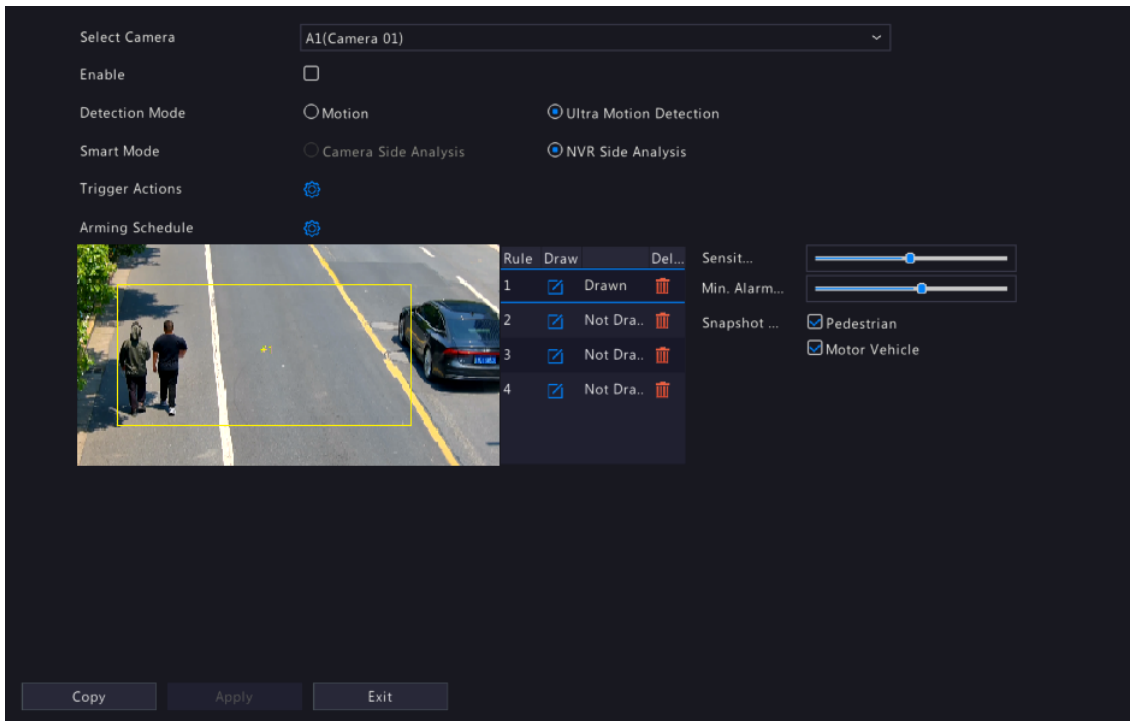 Select Camera A1(Camera 01)
Enable
Detection Mode Motion Ultra Motion Detection
Smart Mode Camera Side Analysis NVR Side Analysis
Trigger Actions
Arming Schedule
Rule Draw Del...
1 Drawn
2 Not Dra..
3 Not Dra..
4 Not Dra..
Sensit...
Min. Alarm...
Snapshot ... Pedestrian
Motor Vehicle
Copy Apply Exit